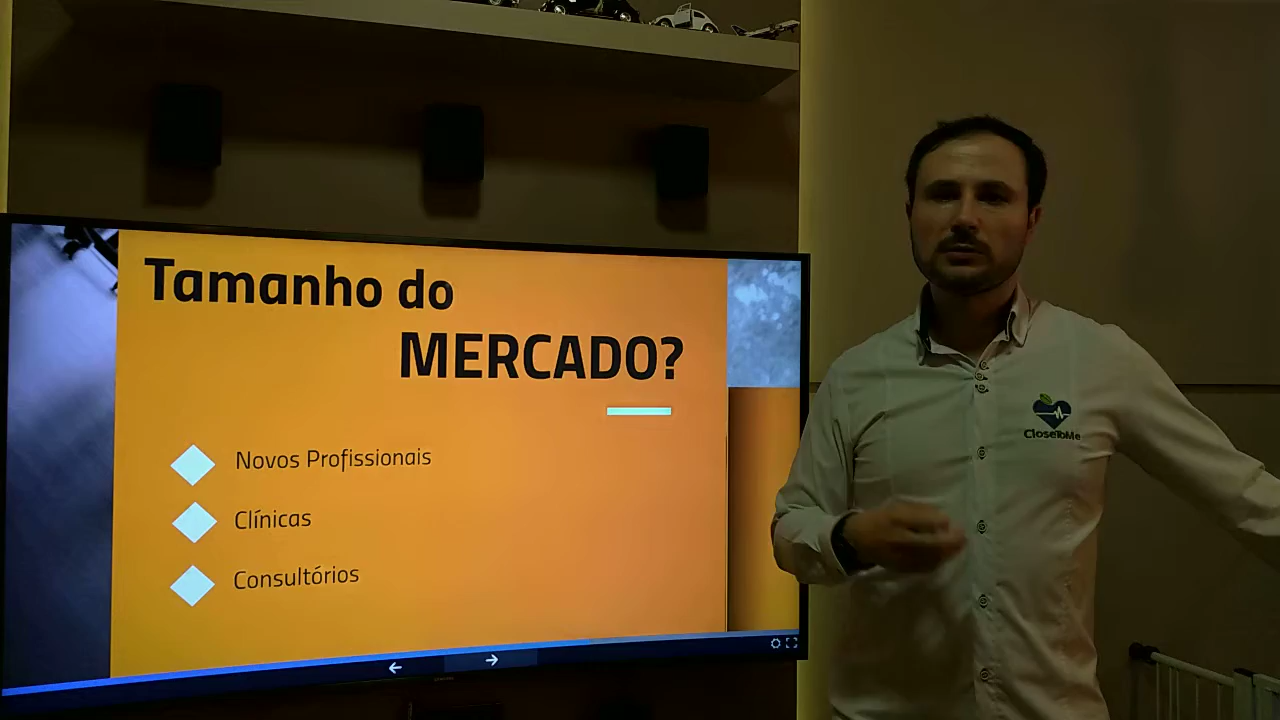 Tamanho do
MERCADO?
Novos Profissionais
Clínicas
Consultórios
CloseToMe